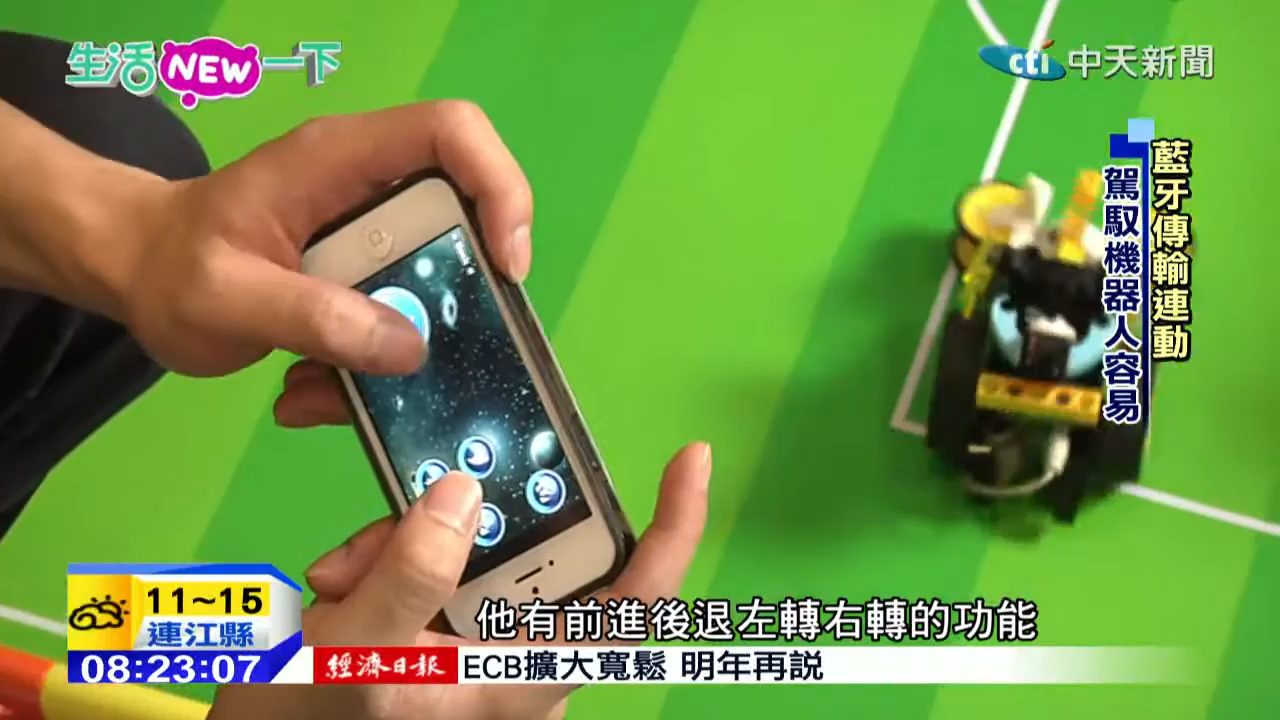 生活NEW一下
cti 中天新聞
藍牙傳輸連動
駕馭機器人容易
他有前進後退左轉右轉的功能
11~15
連江縣
08:23:07
經濟日報 ECB擴大寬鬆 明年再說